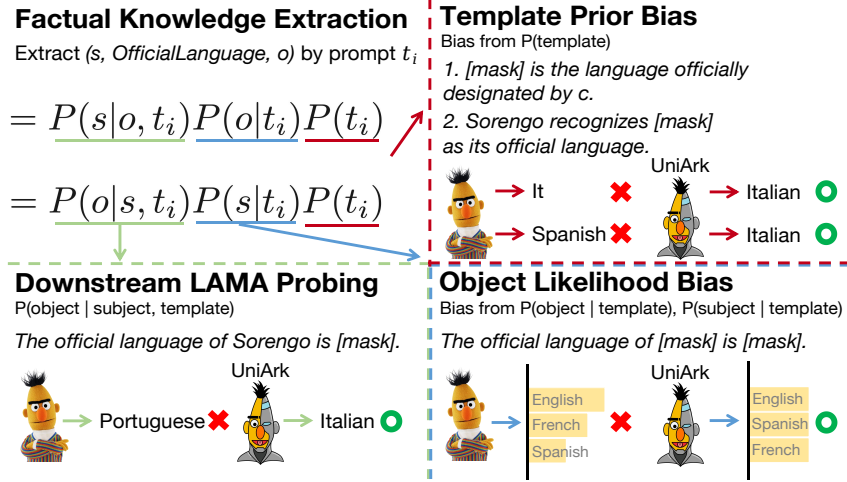 Factual Knowledge Extraction
Extract (s, OfficialLanguage, o) by prompt t_i
= P(s|o, t_i)P(o|t_i)P(t_i)
= P(o|s, t_i)P(s|t_i)P(t_i)
Template Prior Bias
Bias from P(template)
1. [mask] is the language officially
designated by c.
2. Sorengo recognizes [mask]
as its official language.
UniArk
It
Italian
Spanish
Italian
Downstream LAMA Probing
P(object | subject, template)
The official language of Sorengo is [mask].
UniArk
Portuguese
Italian
Object Likelihood Bias
Bias from P(object | template), P(subject | template)
The official language of [mask] is [mask].
UniArk
English
French
Spanish
English
Spanish
French